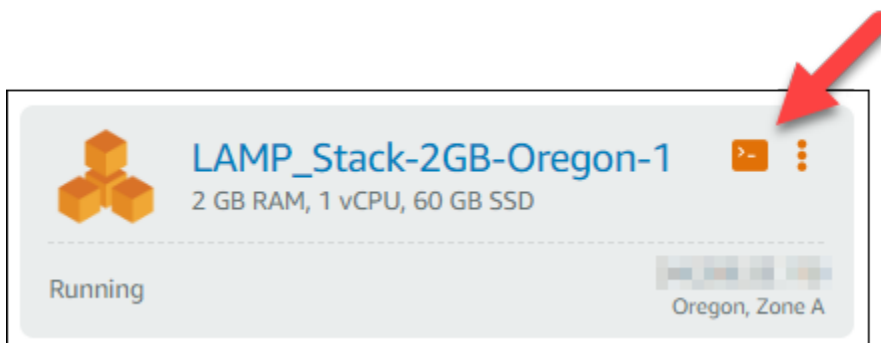 LAMP_Stack-2GB-Oregon-1
2 GB RAM, 1 vCPU, 60 GB SSD
Running
Oregon, Zone A